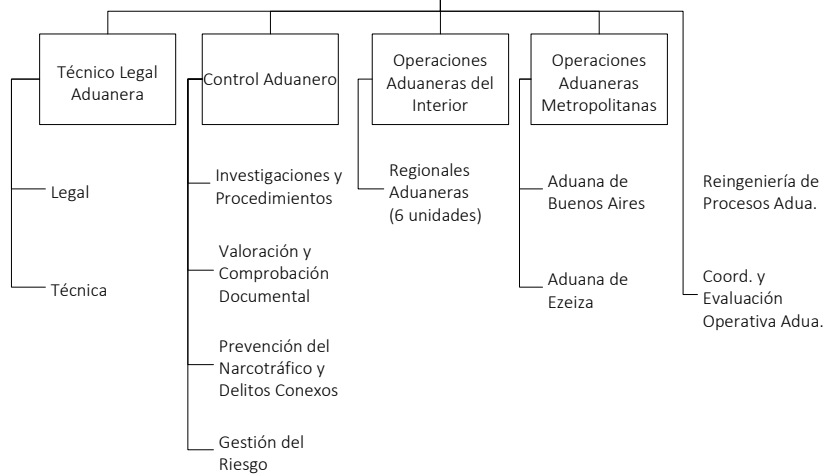 Técnico Legal
Aduanera
Legal
Técnica
Control Aduanero
Investigaciones y
Procedimientos
Valoración y
Comprobación
Documental
Prevención del
Narcotráfico y
Delitos Conexos
Gestión del
Riesgo
Operaciones
Aduaneras del
Interior
Regionales
Aduaneras
(6 unidades)
Operaciones
Aduaneras
Metropolitanas
Aduana de
Buenos Aires
Aduana de
Ezeiza
Reingeniería de
Procesos Adua.
Coord. y
Evaluación
Operativa Adua.